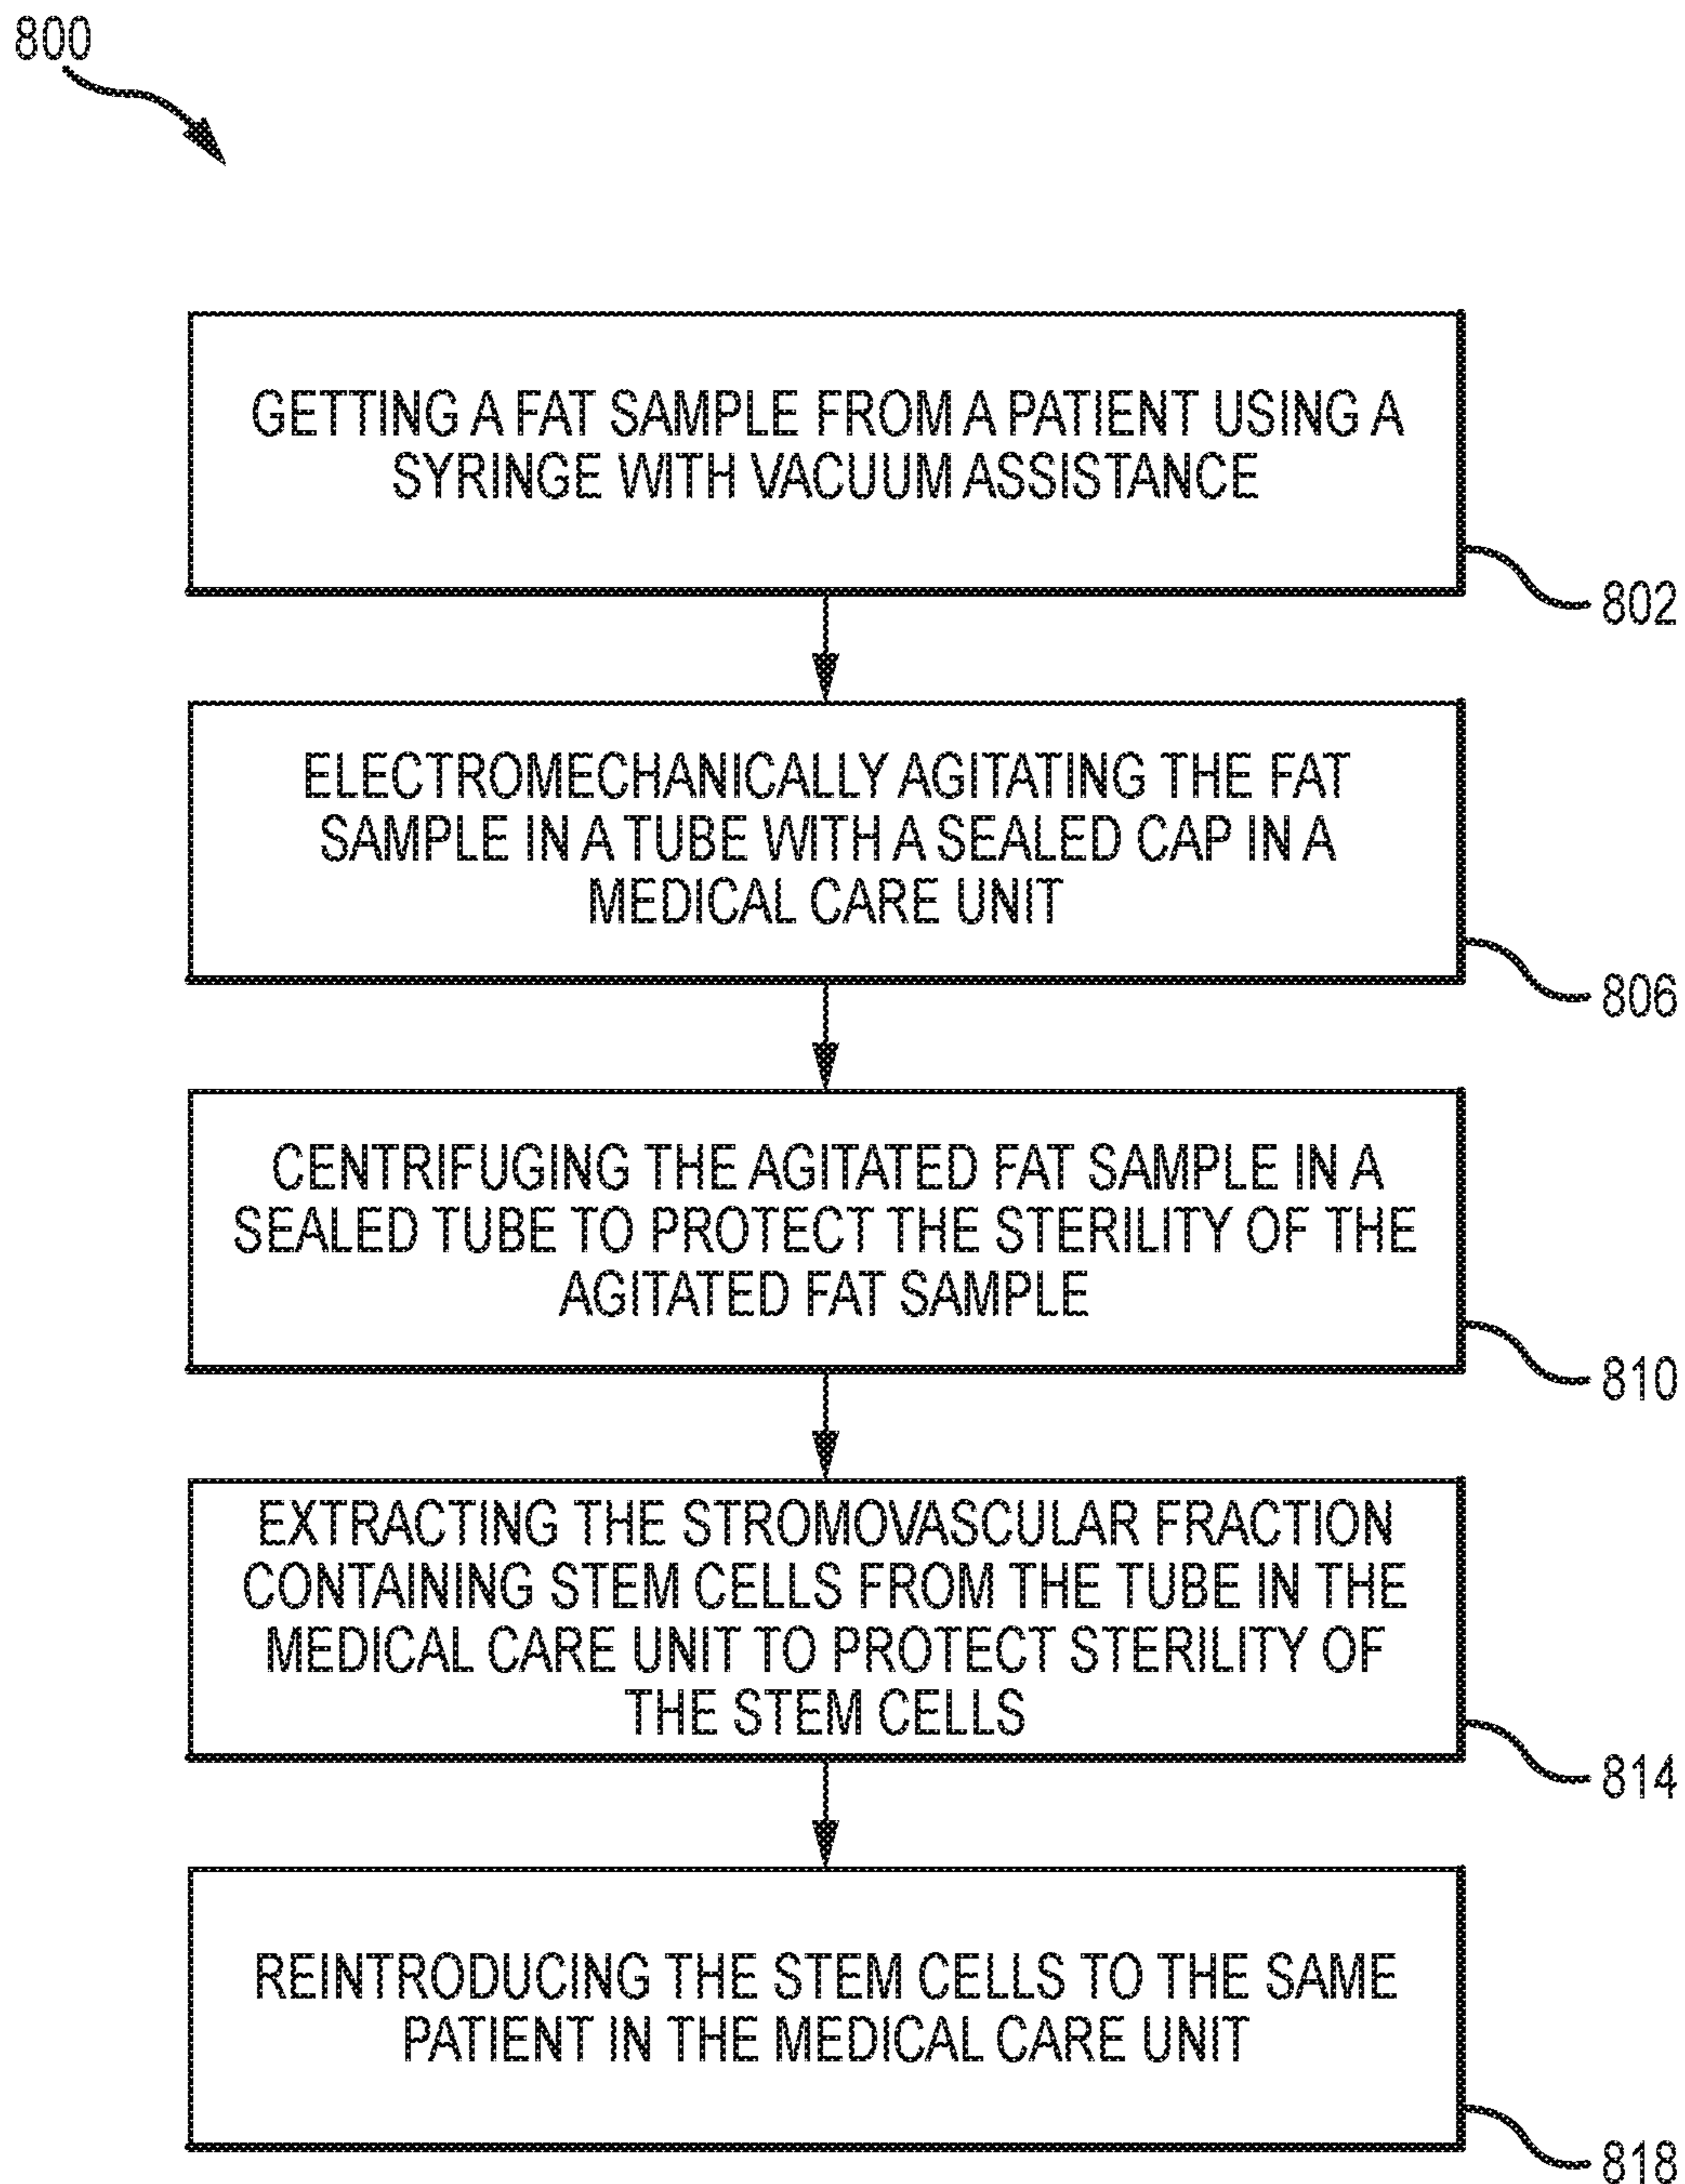 800
GETTING A FAT SAMPLE FROM A PATIENT USING A
SYRINGE WITH VACUUM ASSISTANCE
802
ELECTROMECHANICALLY AGITATING THE FAT
SAMPLE IN A TUBE WITH A SEALED CAP IN A
MEDICAL CARE UNIT
806
CENTRIFUGING THE AGITATED FAT SAMPLE IN A
SEALED TUBE TO PROTECT THE STERILITY OF THE
AGITATED FAT SAMPLE
810
EXTRACTING THE STROMOVASCULAR FRACTION
CONTAINING STEM CELLS FROM THE TUBE IN THE
MEDICAL CARE UNIT TO PROTECT STERILITY OF
THE STEM CELLS
814
REINTRODUCING THE STEM CELLS TO THE SAME
PATIENT IN THE MEDICAL CARE UNIT
818